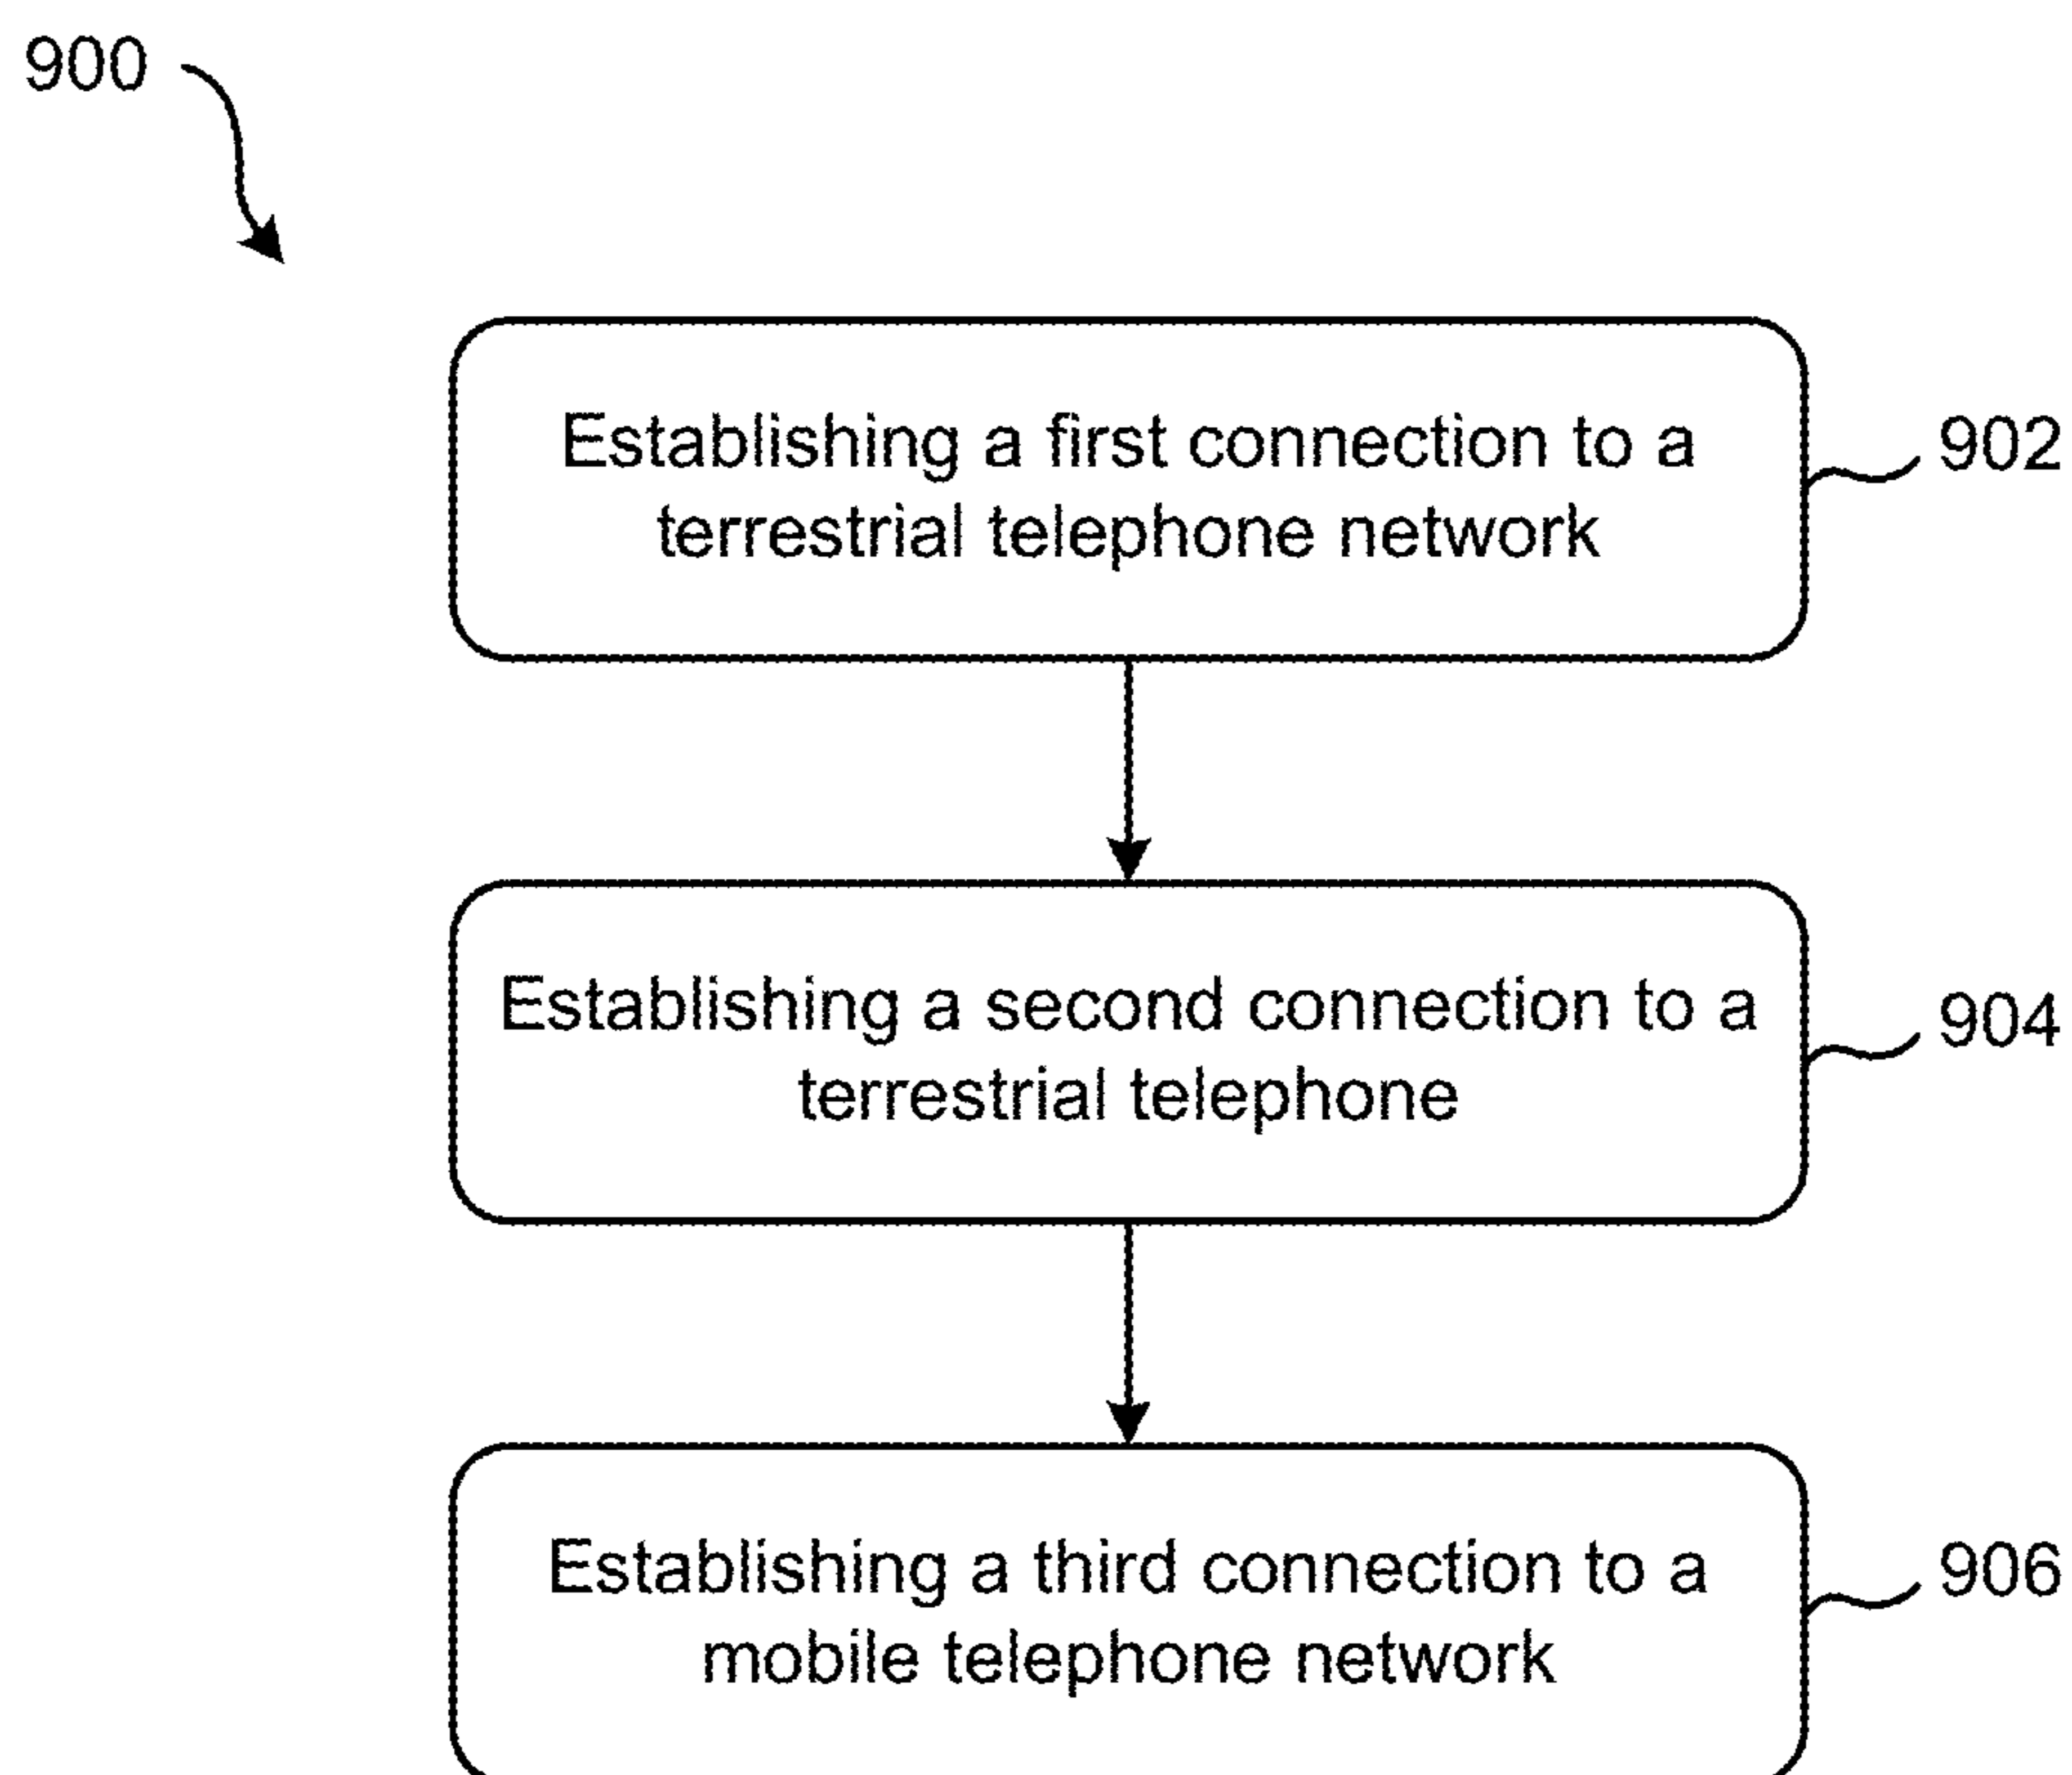 900
Establishing a first connection to a
terrestrial telephone network
902
Establishing a second connection to a
terrestrial telephone
904
Establishing a third connection to a
mobile telephone network
906